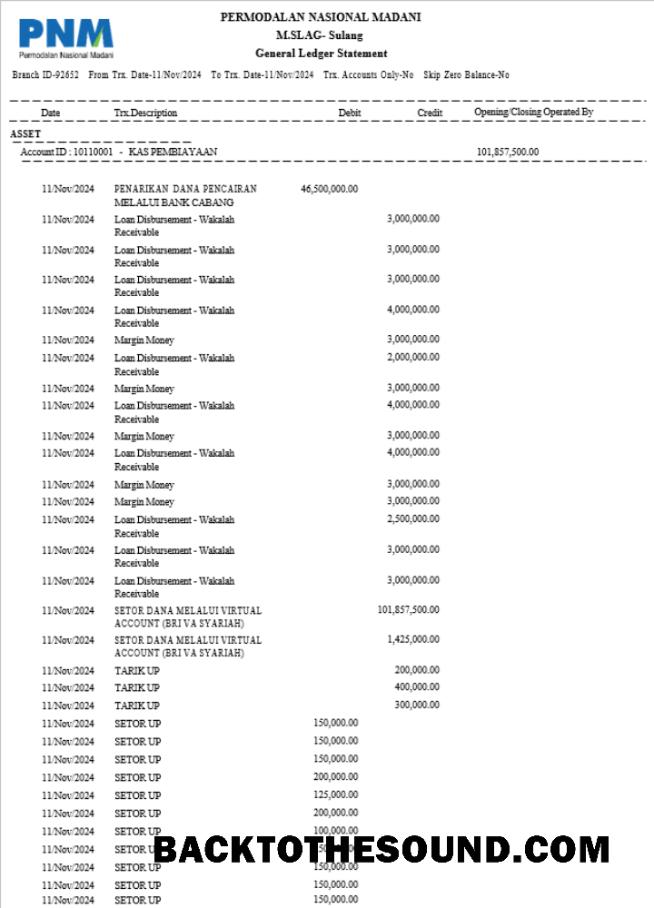 PNM
Permodalan Nasional Madani
PERMODALAN NASIONAL MADANI
M.SLAG- Sulang
General Ledger Statement
Branch ID-92652 From Trx. Date-11/Nov/2024 To Trx. Date-11/Nov/2024 Trx. Accounts Only-No Skip Zero Balance-No
Date Trx.Description Debit Credit Opening/Closing Operated By
ASSET
Account ID : 10110001 - KAS PEMBIAYAAN 101,857,500.00
11/Nov/2024 PENARIKAN DANA PENCAIRAN 46,500,000.00
MELALUI BANK CABANG
11/Nov/2024 Loan Disbursement - Wakalah 3,000,000.00
Receivable
11/Nov/2024 Loan Disbursement - Wakalah 3,000,000.00
Receivable
11/Nov/2024 Loan Disbursement - Wakalah 3,000,000.00
Receivable
11/Nov/2024 Loan Disbursement - Wakalah 4,000,000.00
Receivable
11/Nov/2024 Margin Money 3,000,000.00
11/Nov/2024 Loan Disbursement - Wakalah 2,000,000.00
Receivable
11/Nov/2024 Margin Money 3,000,000.00
11/Nov/2024 Loan Disbursement - Wakalah 4,000,000.00
Receivable
11/Nov/2024 Margin Money 3,000,000.00
11/Nov/2024 Loan Disbursement - Wakalah 4,000,000.00
Receivable
11/Nov/2024 Margin Money 3,000,000.00
11/Nov/2024 Margin Money 3,000,000.00
11/Nov/2024 Loan Disbursement - Wakalah 2,500,000.00
Receivable
11/Nov/2024 Loan Disbursement - Wakalah 3,000,000.00
Receivable
11/Nov/2024 Loan Disbursement - Wakalah 3,000,000.00
Receivable
11/Nov/2024 SETOR DANA MELALUI VIRTUAL 101,857,500.00
ACCOUNT (BRI VA SYARIAH)
11/Nov/2024 SETOR DANA MELALUI VIRTUAL 1,425,000.00
ACCOUNT (BRI VA SYARIAH)
11/Nov/2024 TARIK UP 200,000.00
11/Nov/2024 TARIK UP 400,000.00
11/Nov/2024 TARIK UP 300,000.00
11/Nov/2024 SETOR UP 150,000.00
11/Nov/2024 SETOR UP 150,000.00
11/Nov/2024 SETOR UP 150,000.00
11/Nov/2024 SETOR UP 200,000.00
11/Nov/2024 SETOR UP 125,000.00
11/Nov/2024 SETOR UP 200,000.00
11/Nov/2024 SETOR UP 100,000.00
11/Nov/2024 SETOR
BACKTOTHESOUND.COM
11/Nov/2024 SETOR UP 150,000.00
11/Nov/2024 SETOR UP 150,000.00
11/Nov/2024 SETOR UP 150,000.00